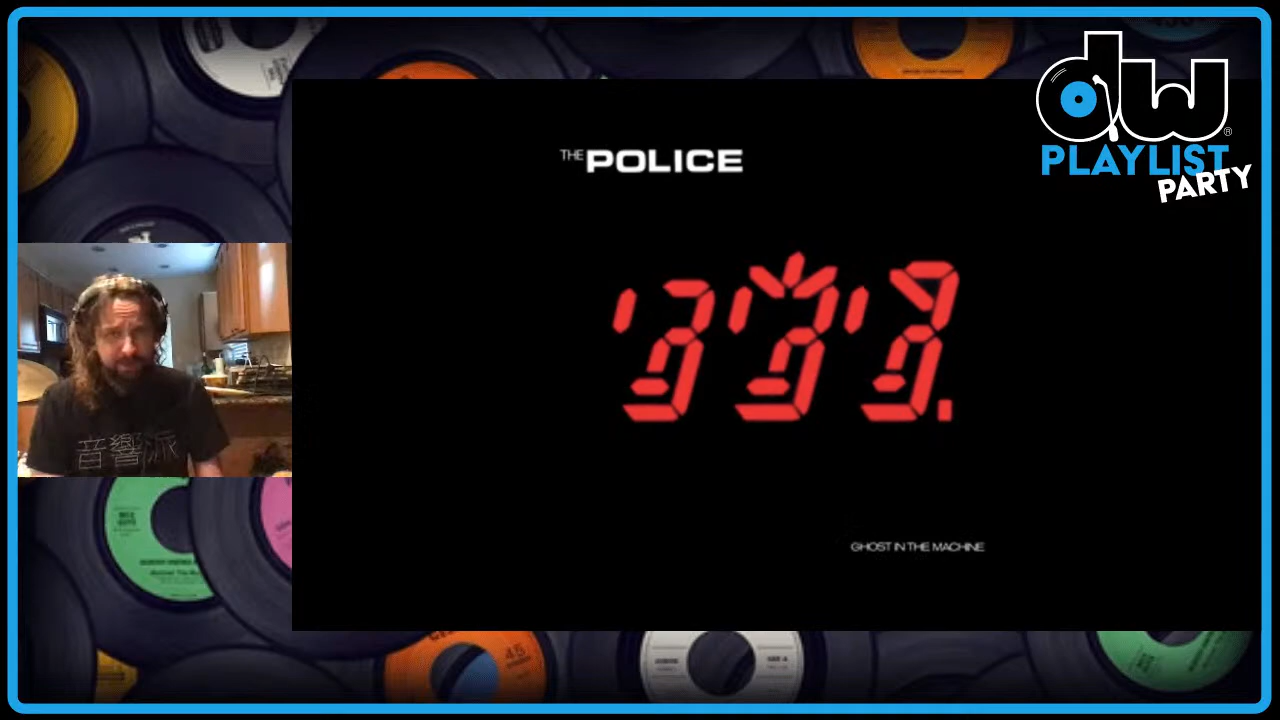 dw®
PLAYLIST
PARTY
THE POLICE
音響派
GHOST IN THE MACHINE
45